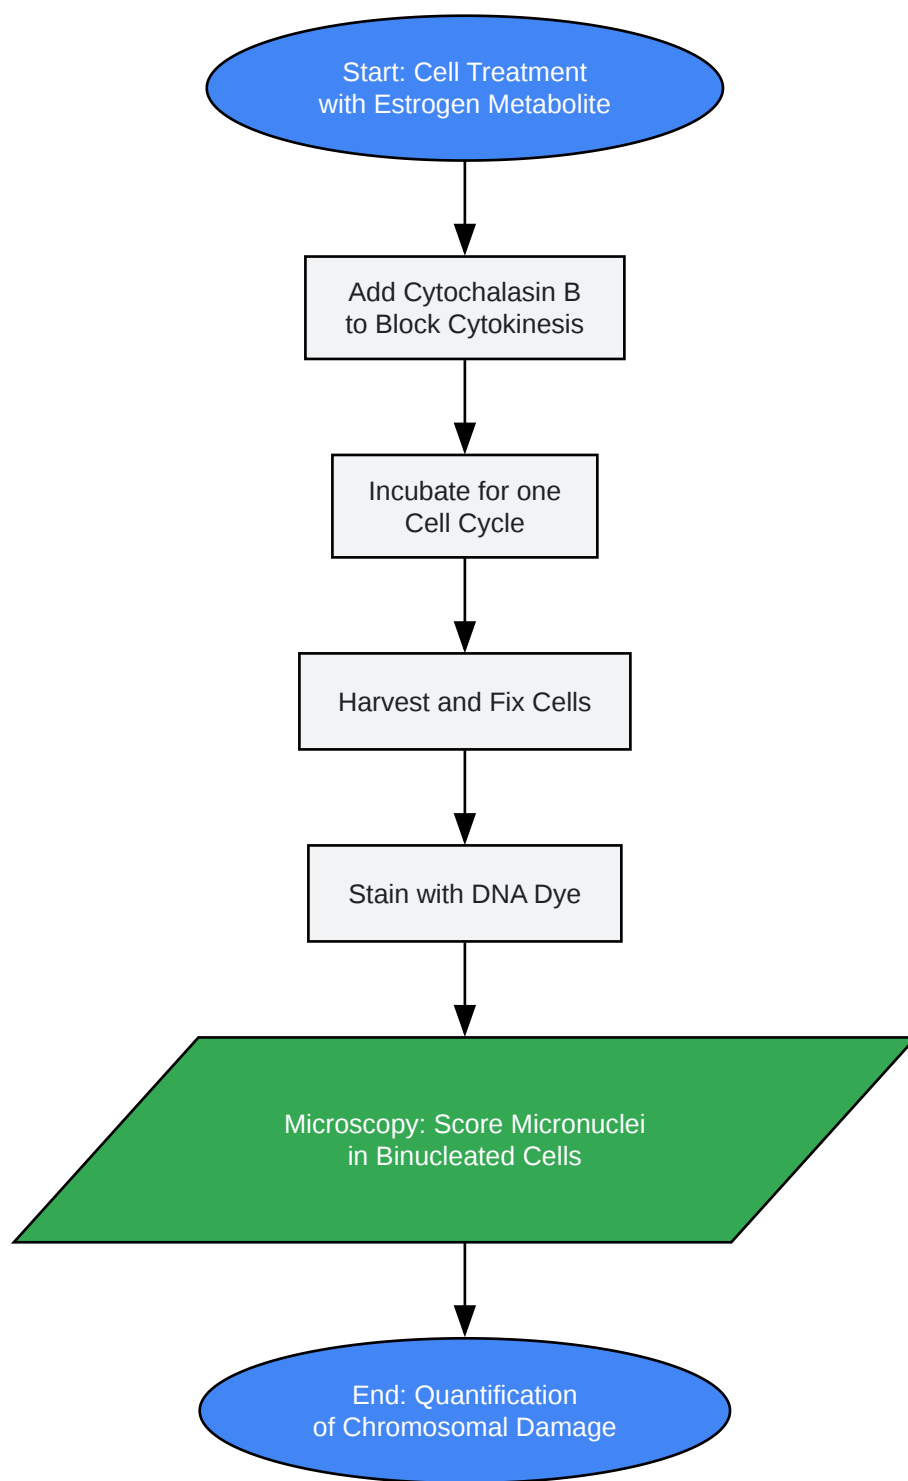 Start: Cell Treatment
with Estrogen Metabolite
Add Cytochalasin B
to Block Cytokinesis
Incubate for one
Cell Cycle
Harvest and Fix Cells
Stain with DNA Dye
Microscopy: Score Micronuclei
in Binucleated Cells
End: Quantification
of Chromosomal Damage